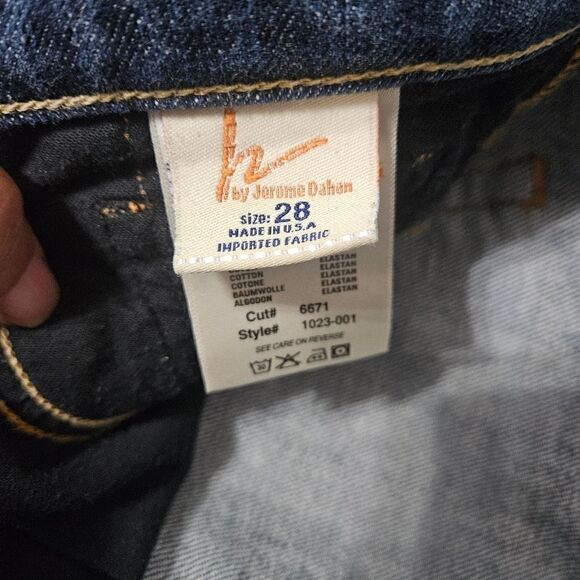 by Jerome Dahan
Size: 28
MADE IN U.S.A
IMPORTED FABRIC
COTTON ELASTAN
COTONE ELASTAN
BAUMWOLLE ELASTAN
ALGODON ELASTAN
Cut# 6671
Style# 1023-001
SEE CARE ON REVERSE
30